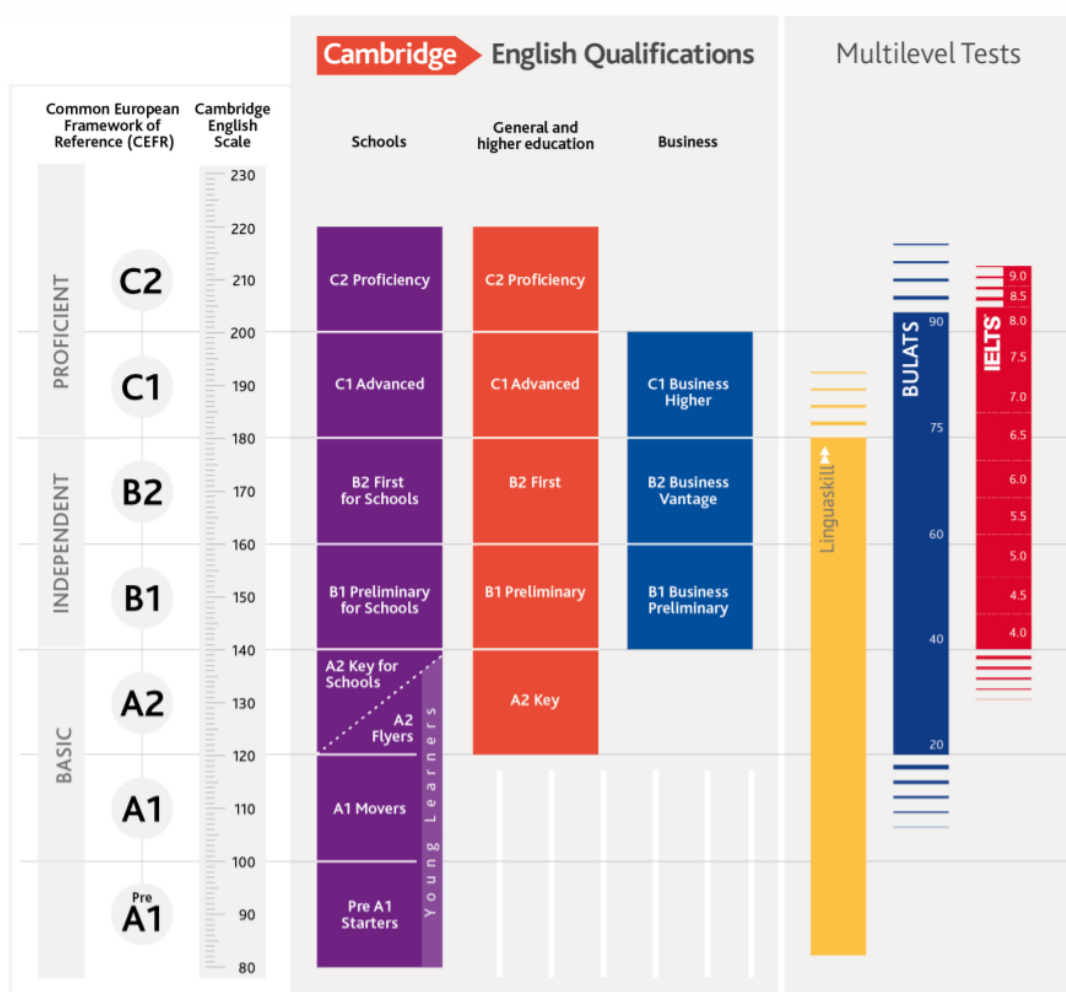 Cambridge English Qualifications
Multilevel Tests
Common European
Framework of
Reference (CEFR)
Cambridge
English
Scale
Schools
General and
higher education
Business
PROFICIENT
INDEPENDENT
BASIC
C2
C1
B2
B1
A2
A1
Pre
A1
230
220
210
200
190
180
170
160
150
140
130
120
110
100
90
80
C2 Proficiency
C1 Advanced
B2 First
for Schools
B1 Preliminary
for Schools
A2 Key for
Schools
A2
Flyers
A1 Movers
Pre A1
Starters
Young Learners
C2 Proficiency
C1 Advanced
B2 First
B1 Preliminary
A2 Key
C1 Business
Higher
B2 Business
Vantage
B1 Business
Preliminary
Linguaskill
BULATS
90
75
60
40
20
IELTS
9.0
8.5
8.0
7.5
7.0
6.5
6.0
5.5
5.0
4.5
4.0